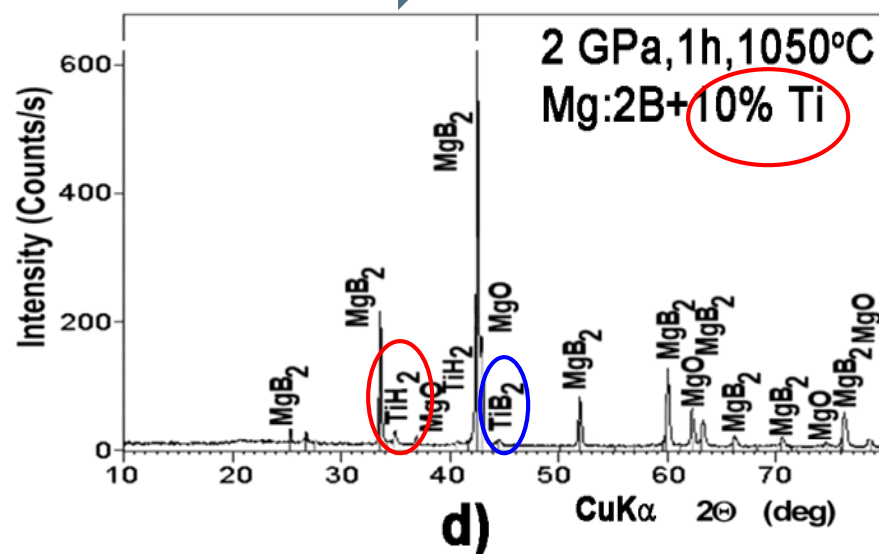 2 GPa,1h,1050°C
Mg:2B+10% Ti
Intensity (Counts/s)
600
400
200
0
MgB2
MgB2
TiH2
MgO
TiH2
MgB2
MgO
TiB2
MgB2
MgB2
MgO
MgB2
MgB2
MgB2
MgO
MgB2
MgO
10 20 30 40 50 60 70
CuKα 2Θ (deg)
d)